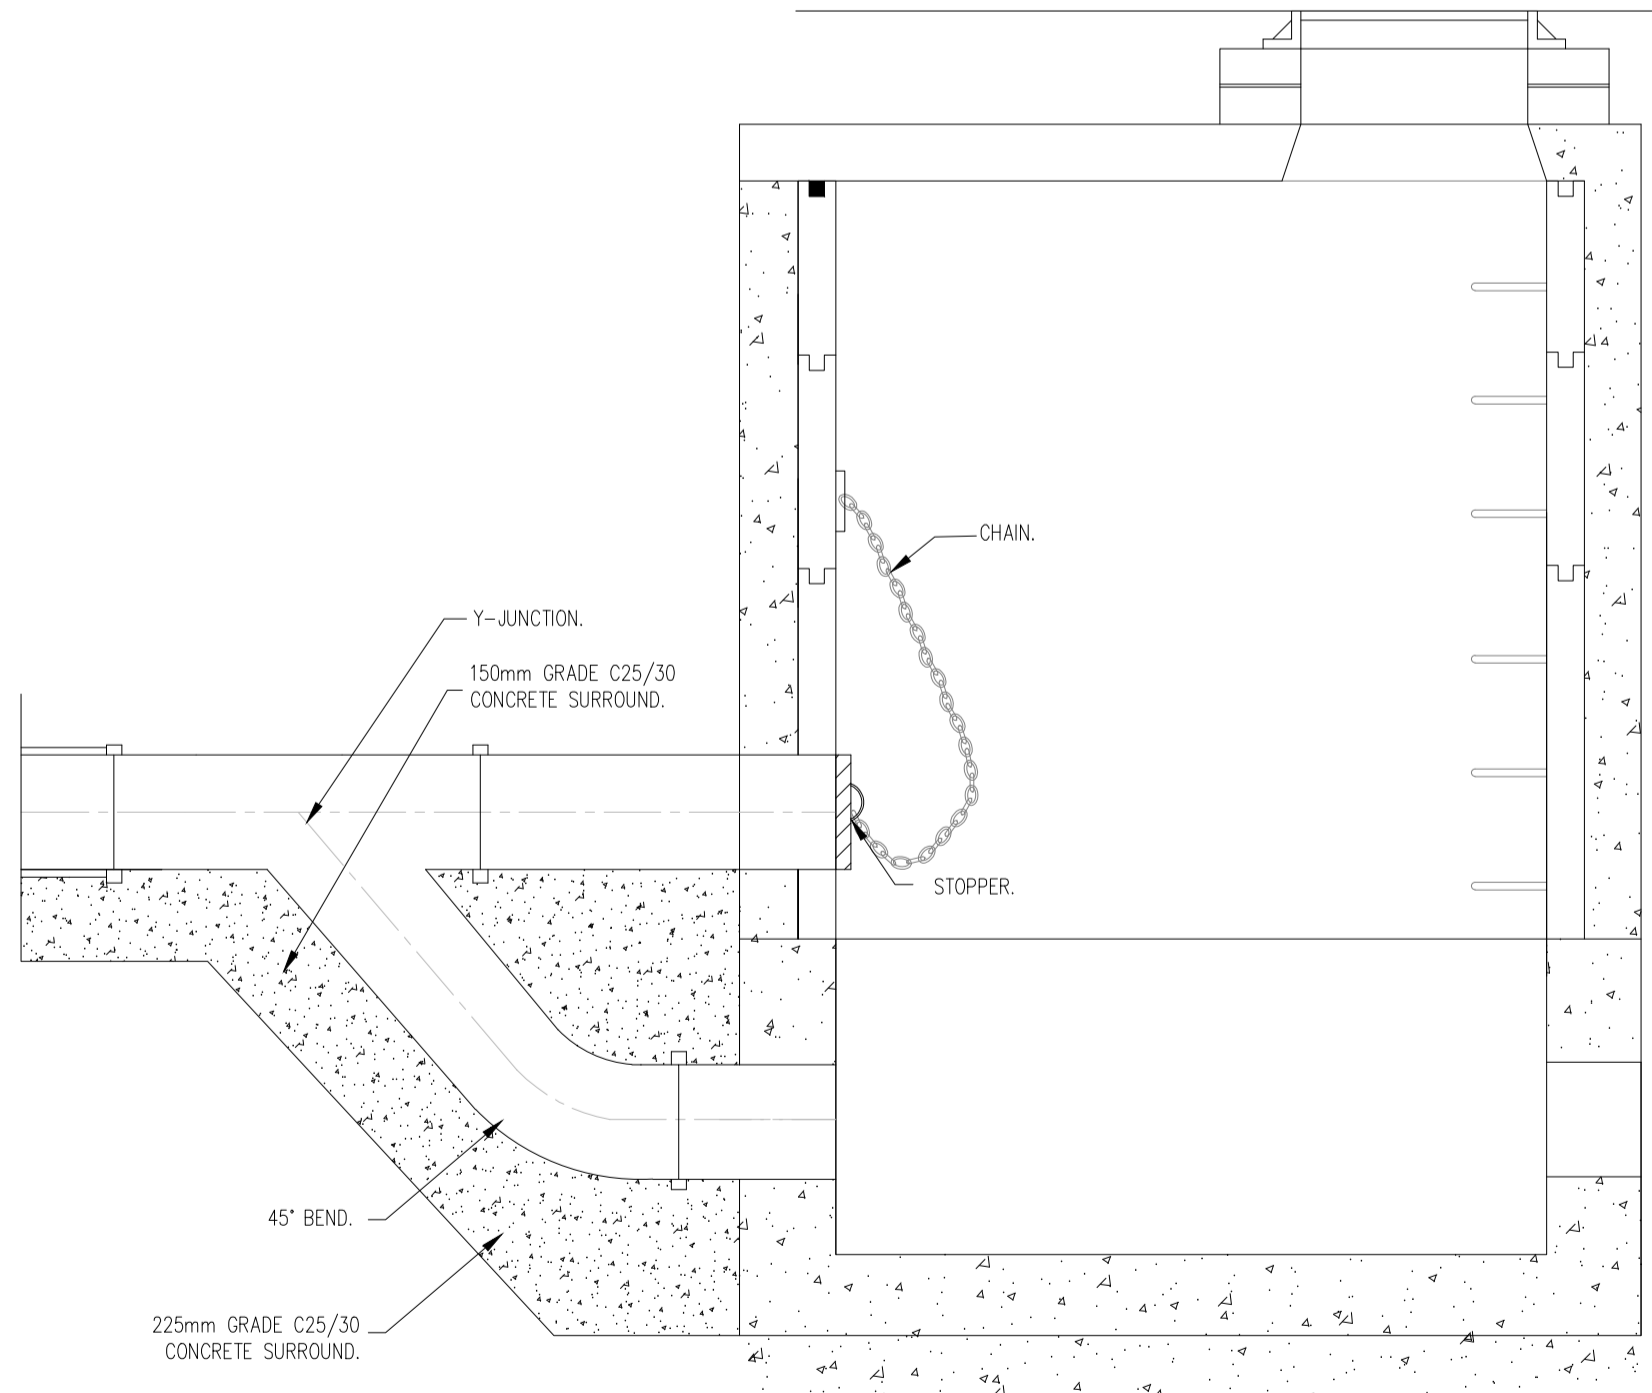 CHAIN.
Y-JUNCTION.
150mm GRADE C25/30
CONCRETE SURROUND.
STOPPER.
45° BEND.
225mm GRADE C25/30
CONCRETE SURROUND.